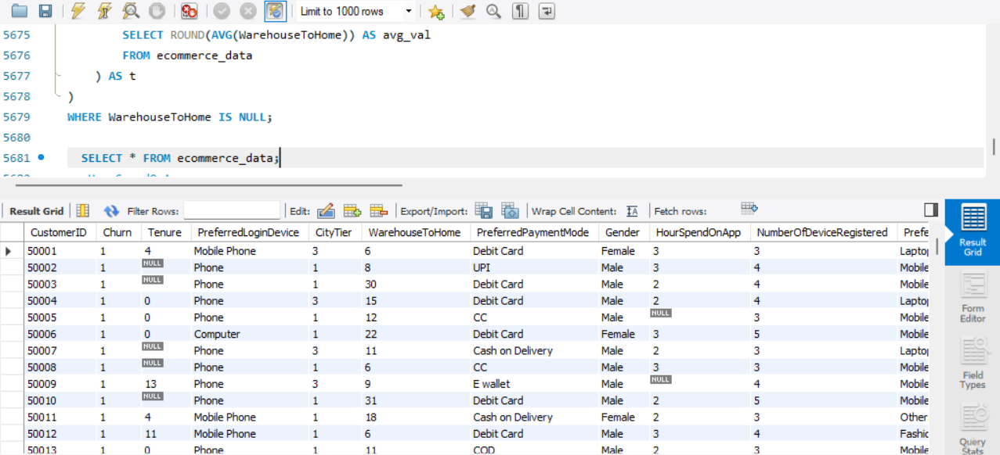 Limit to 1000 rows
5675 SELECT ROUND(AVG(WarehouseToHome)) AS avg_val
5676 FROM ecommerce_data
5677 ) AS t
5678 )
5679 WHERE WarehouseToHome IS NULL;
5680
5681 SELECT * FROM ecommerce_data;
Result Grid Filter Rows: Edit: Export/Import: Wrap Cell Content: Fetch rows:
CustomerID Churn Tenure PreferredLoginDevice CityTier WarehouseToHome PreferredPaymentMode Gender HourSpendOnApp NumberOfDeviceRegistered Prefe
50001 1 4 Mobile Phone 3 6 Debit Card Female 3 3 Laptop
50002 1 NULL Phone 1 8 UPI Male 3 4 Mobile
50003 1 NULL Phone 1 30 Debit Card Male 2 4 Mobile
50004 1 0 Phone 3 15 Debit Card Male 2 4 Laptop
50005 1 0 Phone 1 12 CC Male NULL 3 Mobile
50006 1 0 Computer 1 22 Debit Card Female 3 5 Mobile
50007 1 NULL Phone 3 11 Cash on Delivery Male 2 3 Laptop
50008 1 NULL Phone 1 6 CC Male 3 3 Mobile
50009 1 13 Phone 3 9 E wallet Male NULL 4 Mobile
50010 1 NULL Phone 1 31 Debit Card Male 2 5 Mobile
50011 1 4 Mobile Phone 1 18 Cash on Delivery Female 2 3 Other
50012 1 11 Mobile Phone 1 6 Debit Card Male 3 4 Fashio
50013 1 0 Phone 1 11 COD Male 2 3 Mobile
Result
Grid
Form
Editor
Field
Types
Query
Stats